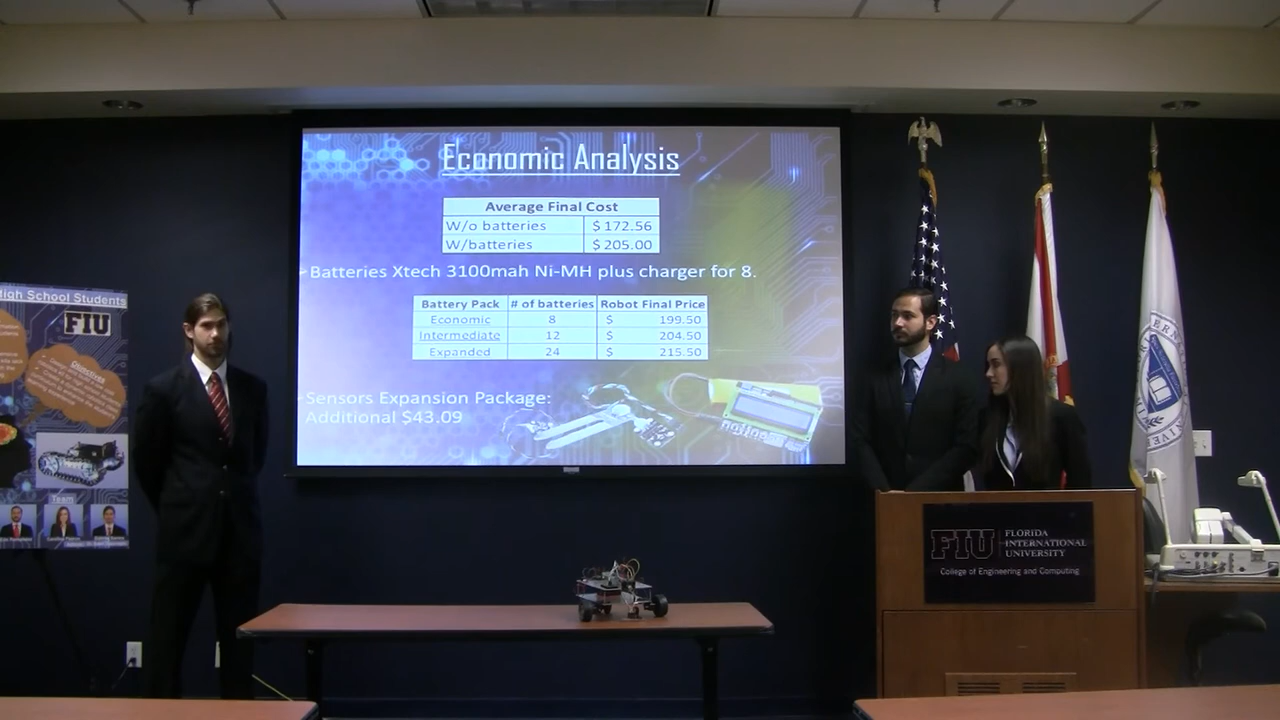 Economic Analysis
Average Final Cost
W/o batteries $ 172.56
W/batteries $ 205.00
Batteries Xtech 3100mah Ni-MH plus charger for 8.
Battery Pack # of batteries Robot Final Price
Economic 8 $ 199.50
Intermediate 12 $ 204.50
Expanded 24 $ 215.50
Sensors Expansion Package:
Additional $43.09
High School Students
FIU
Objectives
Team
FIU FLORIDA
INTERNATIONAL
UNIVERSITY
College of Engineering and Computing